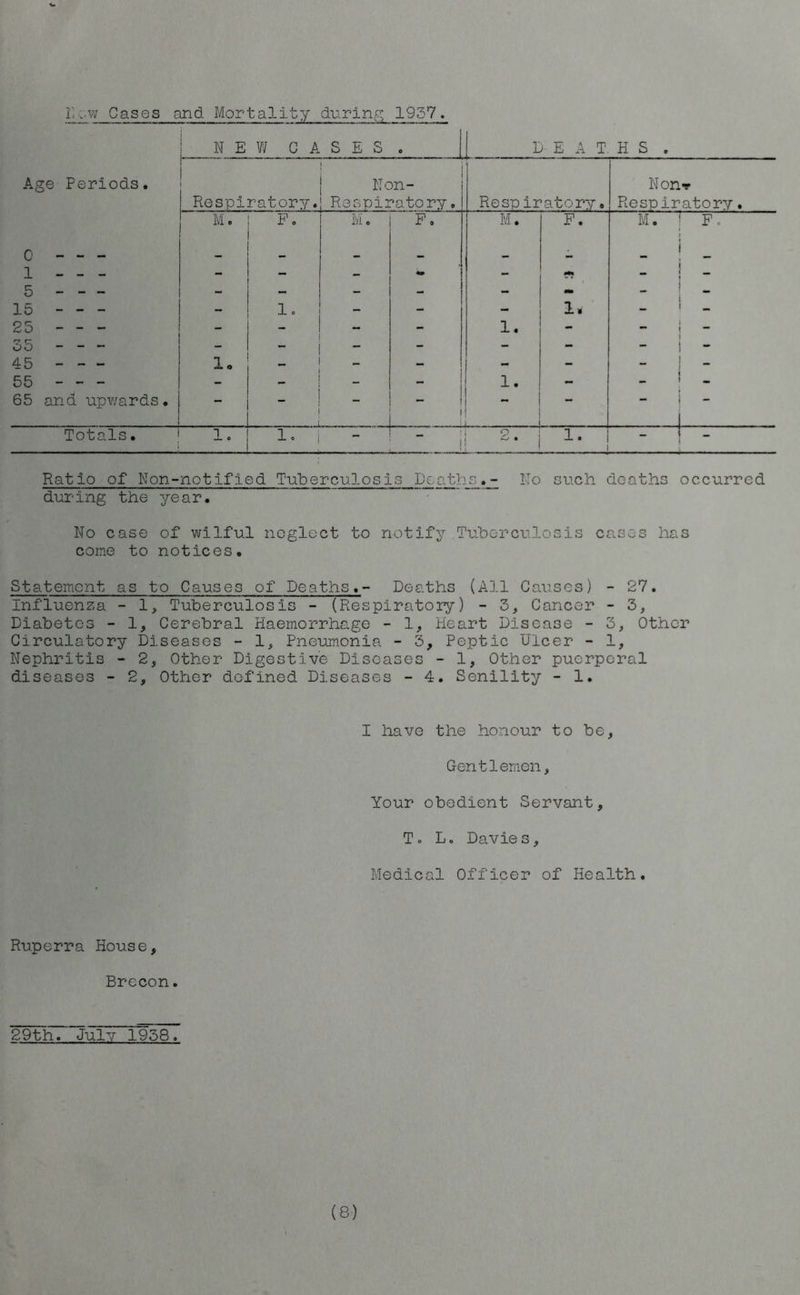 New Cases and Mortality during 1937.
NEW CASES. DEATHS.
Age Periods. Respiratory. Non-Respiratory. Respiratory. Non-Respiratory.
M. F. M. F. M. F. M. F.
0 - - - - - - - - - - -
1 - - - - - - - - - - -
5 - - - - - - - - - - -
15 - - - - 1. - - - 1. - -
25 - - - - - - - 1. - - -
35 - - - - - - - - - - -
45 - - - 1. - - - - - - -
55 - - - - - - - 1. - - -
65 and upwards. - - - - - - - -
Totals. 1. 1. - - 2. 1. - -
Ratio of Non-notified Tuberculosis Deaths.- No such deaths occurred
during the year.
No case of wilful neglect to notify Tuberculosis cases has
come to notices.
Statement as to Causes of Deaths.- Deaths (All Causes) - 27.
Influenza - 1, Tuberculosis - (Respiratory) - 3, Cancer - 3,
Diabetes - 1, Cerebral Haemorrhage - 1, Heart Disease - 3, Other
Circulatory Diseases - 1, Pneumonia - 3, Peptic Ulcer - 1,
Nephritis - 2, Other Digestive Diseases - 1, Other puerperal
diseases - 2, Other defined Diseases - 4. Senility - 1.
I have the honour to be,
Gentlemen,
Your obedient Servant,
T. L. Davies,
Medical Officer of Health.
Ruperra House,
Brecon.
29th. July 1938.
(8)